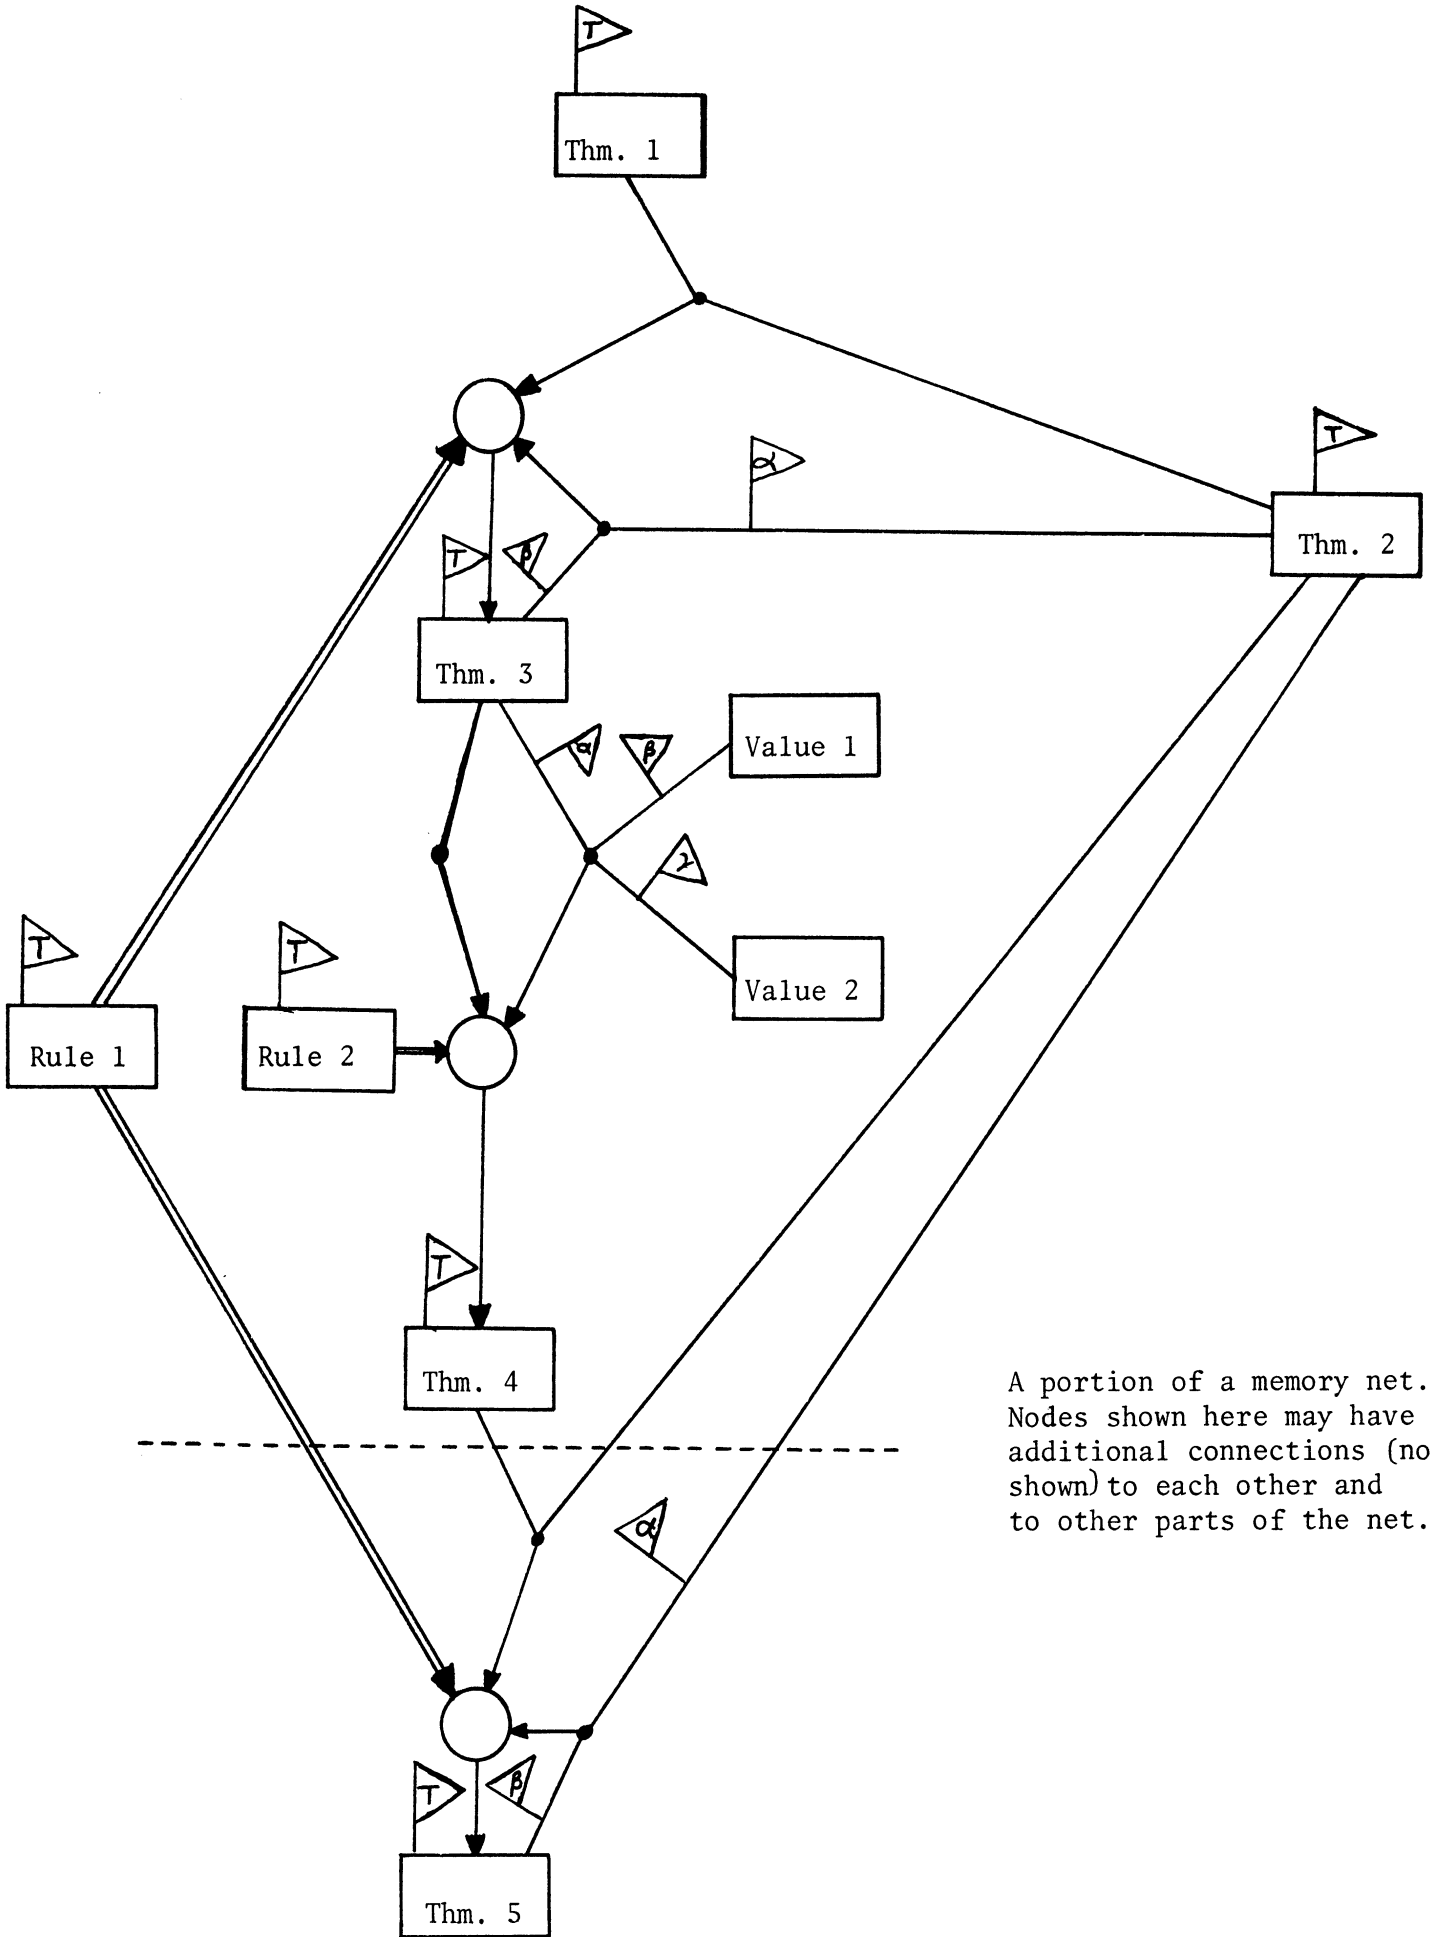 T
Thm. 1
T
α
Thm. 2
T
β
Thm. 3
α
β
Value 1
γ
Value 2
T
T
Rule 1
Rule 2
T
Thm. 4
A portion of a memory net.
Nodes shown here may have
additional connections (no
shown) to each other and
to other parts of the net.
α
T
β
Thm. 5